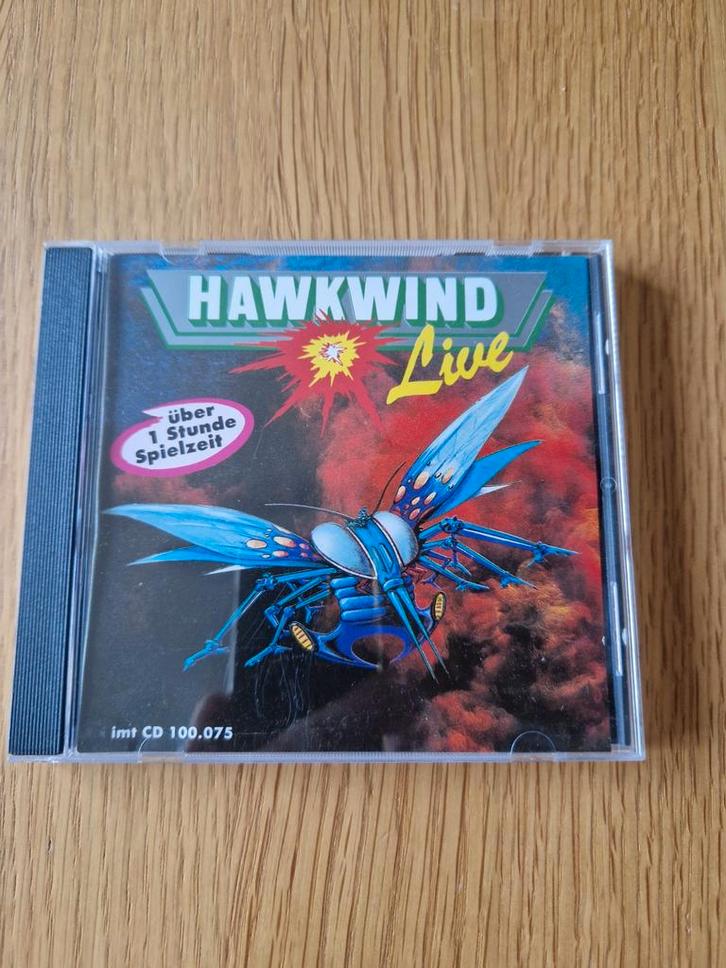 HAWKWIND
Live
über
1 Stunde
Spielzeit
imt CD 100.075